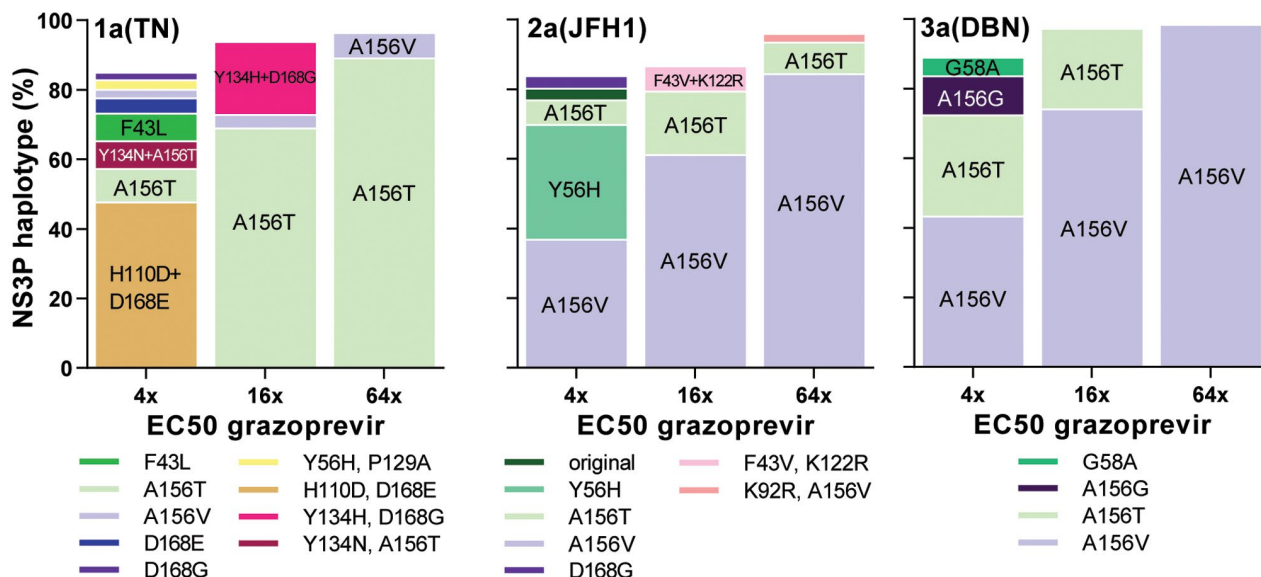 NS3P haplotype (%)
100
80
60
40
20
0
1a(TN)
F43L
Y134N+A156T
A156T
H110D+
D168E
Y134H+D168G
A156T
A156V
A156T
4x 16x 64x
EC50 grazoprevir
F43L
A156T
A156V
D168E
D168G
Y56H, P129A
H110D, D168E
Y134H, D168G
Y134N, A156T
2a(JFH1)
A156T
Y56H
A156V
F43V+K122R
A156T
A156V
A156T
A156V
4x 16x 64x
EC50 grazoprevir
original
Y56H
A156T
A156V
D168G
F43V, K122R
K92R, A156V
3a(DBN)
G58A
A156G
A156T
A156V
A156T
A156V
A156V
4x 16x 64x
EC50 grazoprevir
G58A
A156G
A156T
A156V